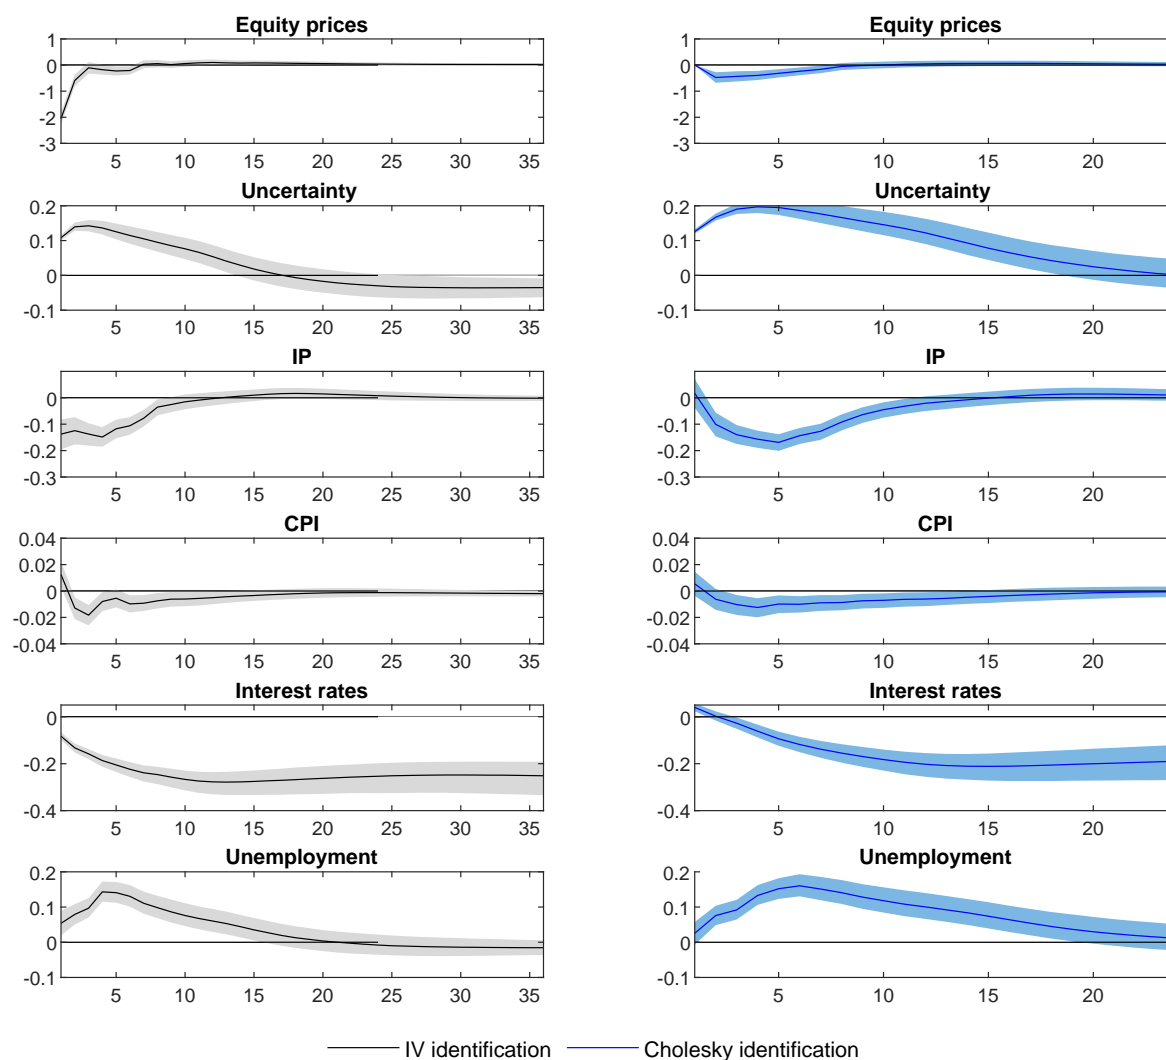 Equity prices
1
0
-1
-2
-3
5 10 15 20 25 30 35
Uncertainty
0.2
0.1
0
-0.1
5 10 15 20 25 30 35
IP
0
-0.1
-0.2
-0.3
5 10 15 20 25 30 35
CPI
0.04
0.02
0
-0.02
-0.04
5 10 15 20 25 30 35
Interest rates
0
-0.2
-0.4
5 10 15 20 25 30 35
Unemployment
0.2
0.1
0
-0.1
5 10 15 20 25 30 35
Equity prices
1
0
-1
-2
-3
5 10 15 20
Uncertainty
0.2
0.1
0
-0.1
5 10 15 20
IP
0
-0.1
-0.2
-0.3
5 10 15 20
CPI
0.04
0.02
0
-0.02
-0.04
5 10 15 20
Interest rates
0
-0.2
-0.4
5 10 15 20
Unemployment
0.2
0.1
0
-0.1
5 10 15 20
IV identification Cholesky identification